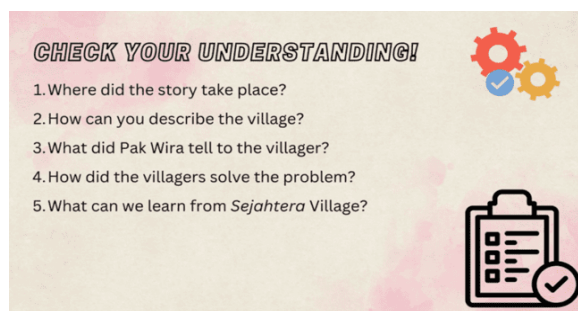 CHECK YOUR UNDERSTANDING!
1. Where did the story take place?
2. How can you describe the village?
3. What did Pak Wira tell to the villager?
4. How did the villagers solve the problem?
5. What can we learn from Sejahtera Village?